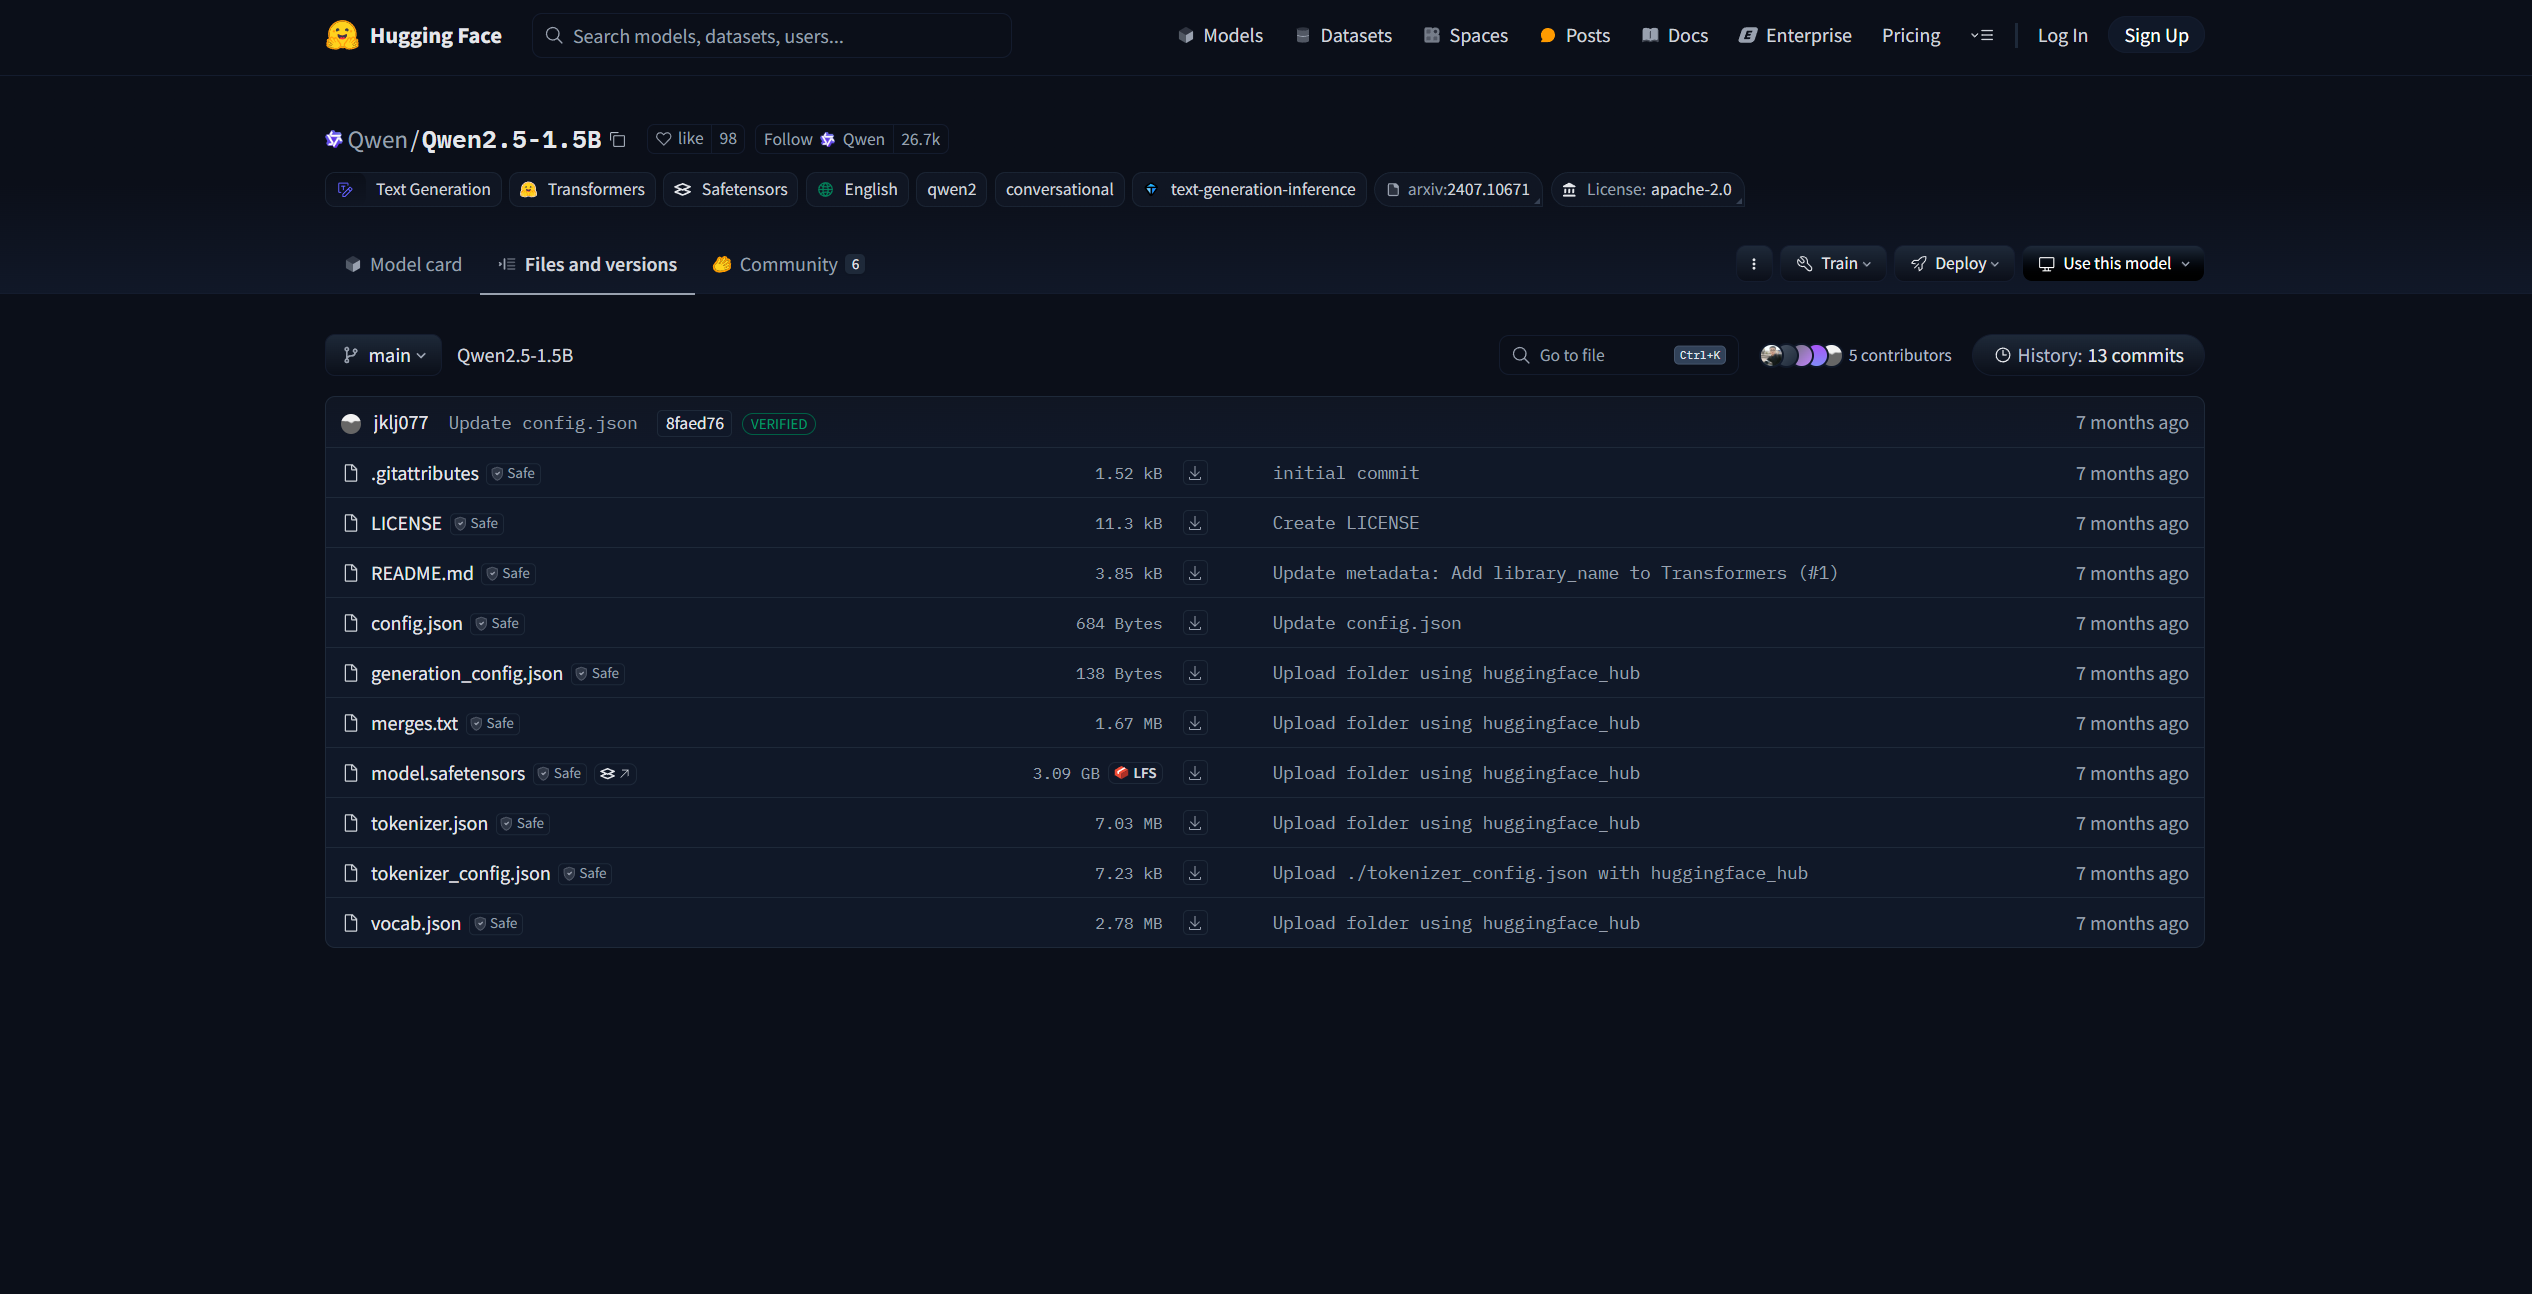 Hugging Face Search models, datasets, users... Models Datasets Spaces Posts Docs Enterprise Pricing Log In Sign Up
Qwen/Qwen2.5-1.5B like 98 Follow Qwen 26.7k
Text Generation Transformers Safetensors English qwen2 conversational text-generation-inference arxiv:2407.10671 License: apache-2.0
Model card Files and versions Community 6 Train Deploy Use this model
main Qwen2.5-1.5B Go to file Ctrl+K 5 contributors History: 13 commits
jklj077 Update config.json 8faed76 VERIFIED 7 months ago
.gitattributes Safe 1.52 kB initial commit 7 months ago
LICENSE Safe 11.3 kB Create LICENSE 7 months ago
README.md Safe 3.85 kB Update metadata: Add library_name to Transformers (#1) 7 months ago
config.json Safe 684 Bytes Update config.json 7 months ago
generation_config.json Safe 138 Bytes Upload folder using huggingface_hub 7 months ago
merges.txt Safe 1.67 MB Upload folder using huggingface_hub 7 months ago
model.safetensors Safe 3.09 GB LFS Upload folder using huggingface_hub 7 months ago
tokenizer.json Safe 7.03 MB Upload folder using huggingface_hub 7 months ago
tokenizer_config.json Safe 7.23 kB Upload ./tokenizer_config.json with huggingface_hub 7 months ago
vocab.json Safe 2.78 MB Upload folder using huggingface_hub 7 months ago